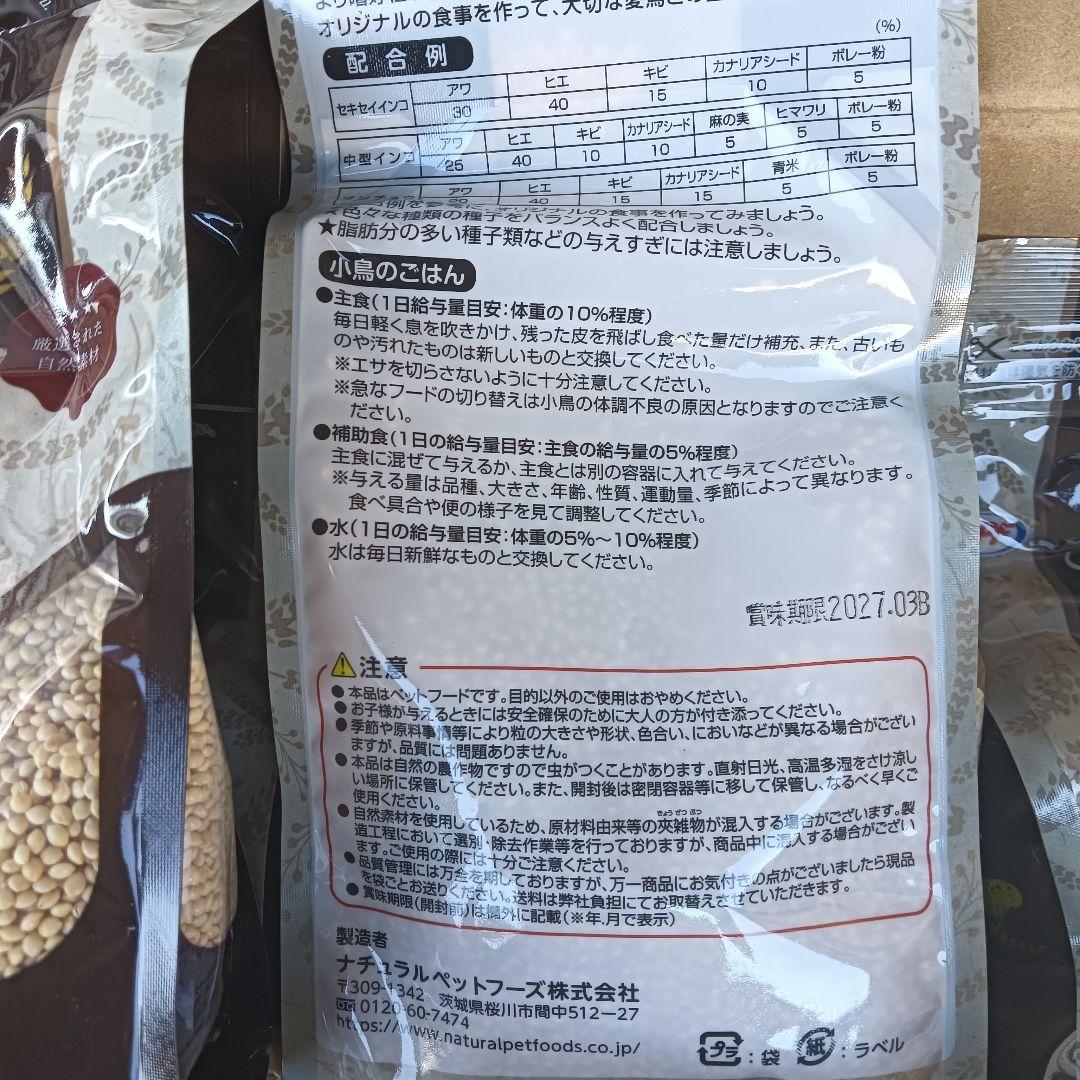 オリジナルの食事を作って、大切な愛鳥との
配合例
(%)
セキセイインコ アワ ヒエ キビ カナリアシード ボレー粉
30 40 15 10 5
中型インコ アワ ヒエ キビ カナリアシード 麻の実 ヒマワリ ボレー粉
25 40 10 10 5 5 5
アワ ヒエ キビ カナリアシード 青米 ボレー粉
40 15 15 5 5
オリジナルの食事を作ってみましょう。
★色々な種類の種子をバランスよく配合しましょう。
★脂肪分の多い種子類などの与えすぎには注意しましょう。
小鳥のごはん
●主食(1日給与量目安:体重の10%程度)
毎日軽く息を吹きかけ、残った皮を飛ばし食べた量だけ補充、また、古いも
のや汚れたものは新しいものと交換してください。
※エサを切らさないように十分注意してください。
※急なフードの切り替えは小鳥の体調不良の原因となりますのでご注意く
ださい。
●補助食(1日の給与量目安:主食の給与量の5%程度)
主食に混ぜて与えるか、主食とは別の容器に入れて与えてください。
※与える量は品種、大きさ、年齢、性質、運動量、季節によって異なります。
食べ具合や便の様子を見て調整してください。
●水(1日の給与量目安:体重の5%～10%程度)
水は毎日新鮮なものと交換してください。
賞味期限2027.03B
注意
●本品はペットフードです。目的以外のご使用はおやめください。
●お子様が与えるときには安全確保のために大人の方が付き添ってください。
●季節や原料事情等により粒の大きさや形状、色合い、においなどが異なる場合がござい
ますが、品質には問題ありません。
●本品は自然の農作物ですので虫がつくことがあります。直射日光、高温多湿をさけ涼し
い場所に保管してください。また、開封後は密閉容器等に移して保管し、なるべく早くご
使用ください。
●自然素材を使用しているため、原材料由来等の夾雑物が混入する場合がございます。製
造工程において選別・除去作業等を行っておりますが、商品中に混入する場合がござい
ます。ご使用の際には十分ご注意ください。
●品質管理には万全を期しておりますが、万一商品にお気付きの点がございましたら現品
を袋ごとお送りください。送料は弊社負担にてお取替えさせていただきます。
●賞味期限(開封前)は欄外に記載(※年.月で表示)
製造者
ナチュラルペットフーズ株式会社
〒309-1342 茨城県桜川市間中512-27
0120-60-7474
https://www.naturalpetfoods.co.jp/
プラ:袋 紙:ラベル
厳選された
自然素材